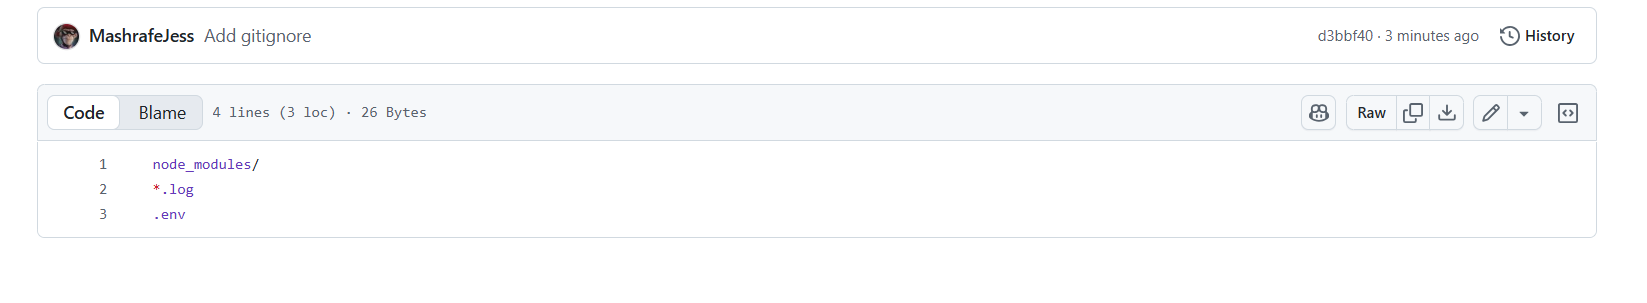 MashrafeJess Add gitignore d3bbf40 · 3 minutes ago History
Code Blame 4 lines (3 loc) · 26 Bytes Raw
1 node_modules/
2 *.log
3 .env